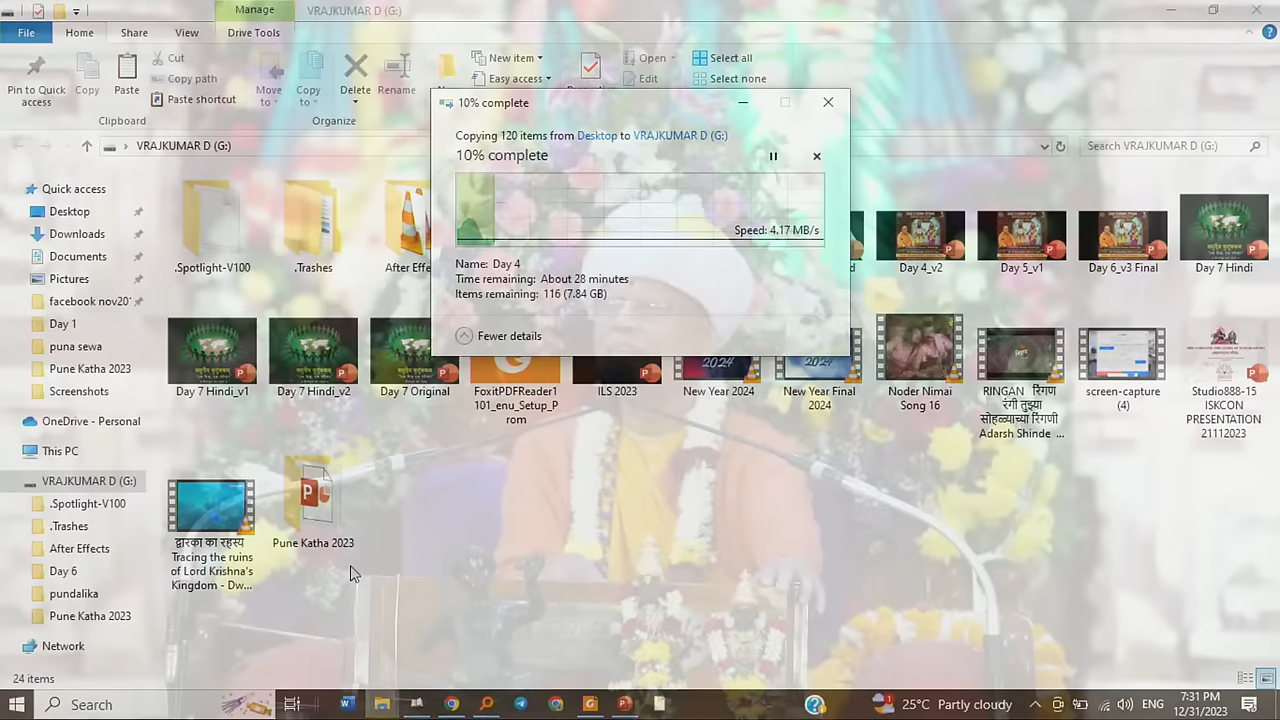 Manage
VRAJKUMAR D (G:)
File
Home
Share
View
Drive Tools
Pin to Quick
access
Copy
Paste
Cut
Copy path
Paste shortcut
Clipboard
Move
to
Copy
to
Delete
Rename
Organize
New item
Easy access
Open
Edit
Select all
Select none
10% complete
Copying 120 items from Desktop to VRAJKUMAR D (G:)
10% complete
Speed: 4.17 MB/s
Name: Day 4
Time remaining: About 28 minutes
Items remaining: 116 (7.84 GB)
Fewer details
VRAJKUMAR D (G:)
Search VRAJKUMAR D (G:)
Quick access
Desktop
Downloads
Documents
Pictures
facebook nov20
Day 1
puna sewa
Pune Katha 2023
Screenshots
OneDrive - Personal
This PC
VRAJKUMAR D (G:)
.Spotlight-V100
.Trashes
After Effects
Day 6
pundalika
Pune Katha 2023
Network
.Spotlight-V100
.Trashes
After Effe
Day 4_v2
Day 5_v1
Day 6_v3 Final
Day 7 Hindi
Day 7 Hindi_v1
Day 7 Hindi_v2
Day 7 Original
FoxitPDFReader1
101_enu_Setup_P
rom
ILS 2023
New Year 2024
New Year Final
2024
Noder Nimai
Song 16
RINGAN रिंगण
रंगी तुझ्या
सोहळ्याच्या रिंगणी
Adarsh Shinde ...
screen-capture
(4)
Studio888-15
ISKCON
PRESENTATION
21112023
द्वारका का रहस्य
Tracing the ruins
of Lord Krishna's
Kingdom - Dw...
Pune Katha 2023
24 items
Search
25°C Partly cloudy
ENG
7:31 PM
12/31/2023